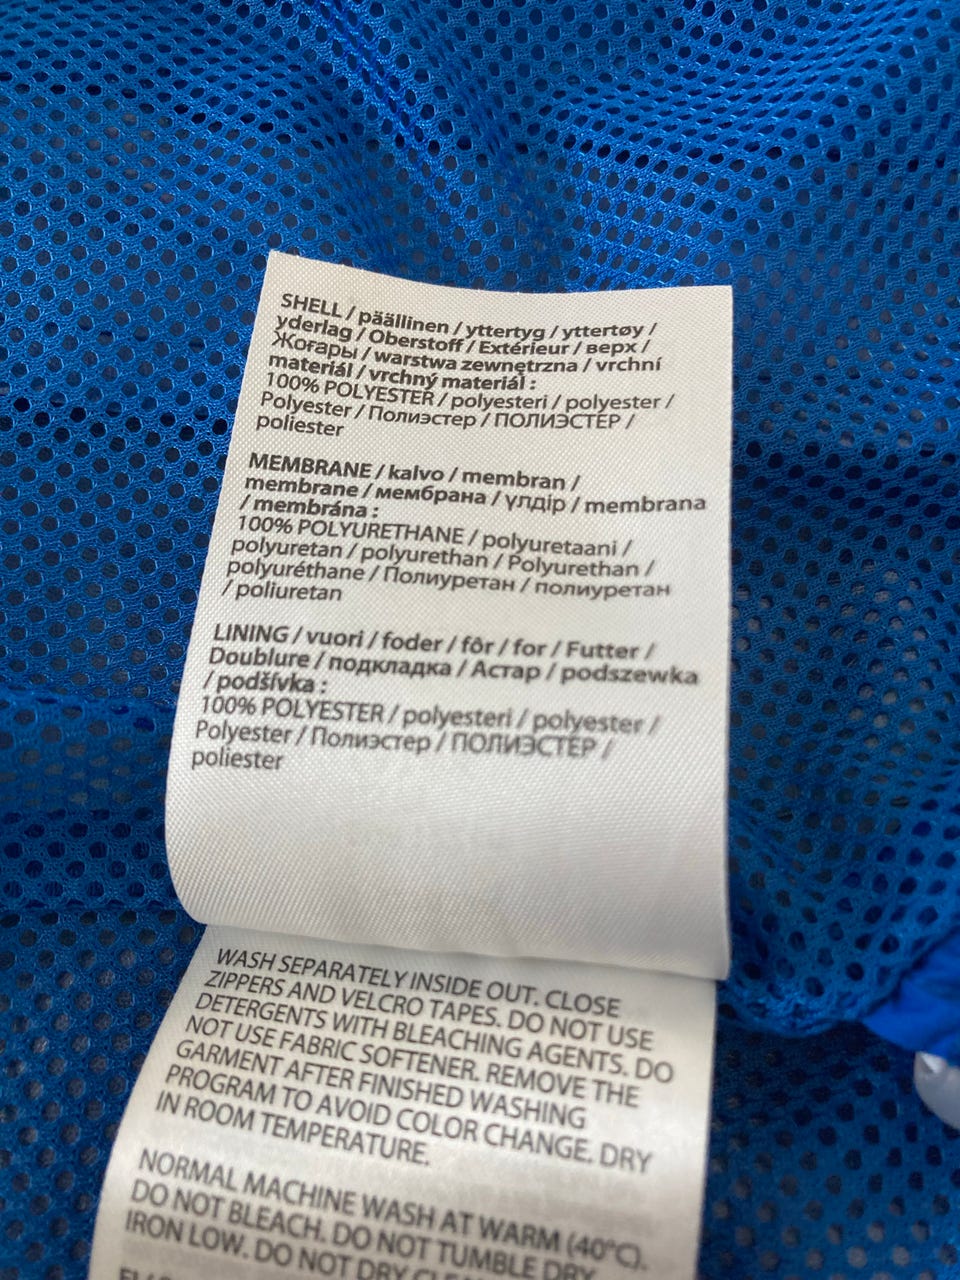 SHELL / päällinen / yttertyg / yttertøy /
yderlag / Oberstoff / Extérieur / верх /
Жоғары / warstwa zewnętrzna / vrchní
materiál / vrchný materiál :
100% POLYESTER / polyesteri / polyester /
Polyester / Полиэстер / ПОЛИЭСТЕР /
poliester
MEMBRANE / kalvo / membran /
membrane / мембрана / үлдір / membrana
/ membrána :
100% POLYURETHANE / polyuretaani /
polyuretan / polyurethan / Polyurethan /
polyuréthane / Полиуретан / полиуретан
/ poliuretan
LINING / vuori / foder / fôr / for / Futter /
Doublure / подкладка / Астар / podszewka
/ podšívka :
100% POLYESTER / polyesteri / polyester /
Polyester / Полиэстер / ПОЛИЭСТЕР /
poliester
WASH SEPARATELY INSIDE OUT. CLOSE
ZIPPERS AND VELCRO TAPES. DO NOT USE
DETERGENTS WITH BLEACHING AGENTS. DO
NOT USE FABRIC SOFTENER. REMOVE THE
GARMENT AFTER FINISHED WASHING
PROGRAM TO AVOID COLOR CHANGE. DRY
IN ROOM TEMPERATURE.
NORMAL MACHINE WASH AT WARM (40°C).
DO NOT BLEACH. DO NOT TUMBLE DRY.
IRON LOW. DO NOT DRY CLEAN